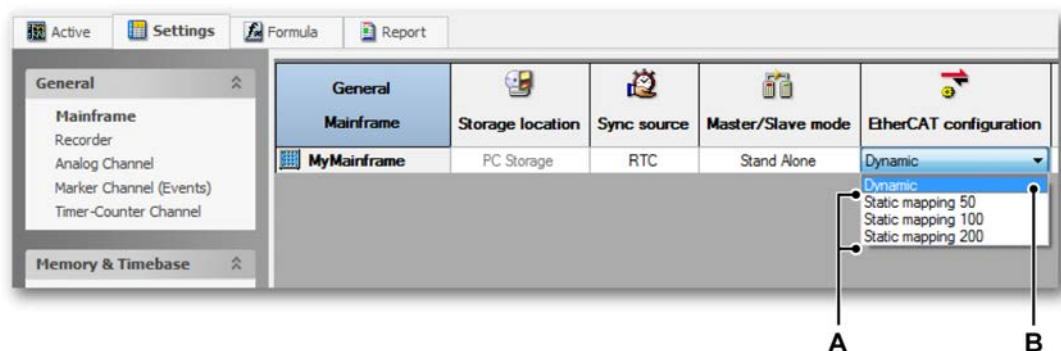 Active Settings Formula Report
General
Mainframe
Recorder
Analog Channel
Marker Channel (Events)
Timer-Counter Channel
Memory & Timebase
General
Mainframe Storage location Sync source Master/Slave mode EtherCAT configuration
MyMainframe PC Storage RTC Stand Alone Dynamic
Dynamic
Static mapping 50
Static mapping 100
Static mapping 200
A B